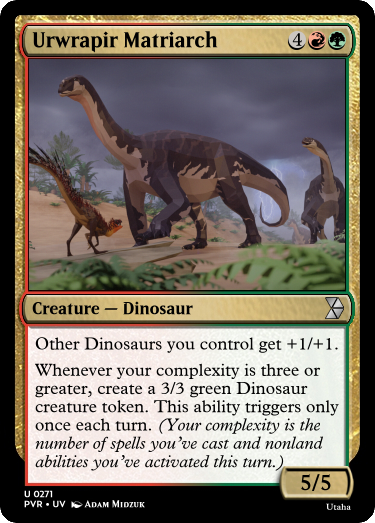 Urwrapir Matriarch 4
Creature — Dinosaur
Other Dinosaurs you control get +1/+1.
Whenever your complexity is three or
greater, create a 3/3 green Dinosaur
creature token. This ability triggers only
once each turn. (Your complexity is the
number of spells you've cast and nonland
abilities you've activated this turn.)
5/5
U 0271
PVR • UV Adam Midzuk
Utaha